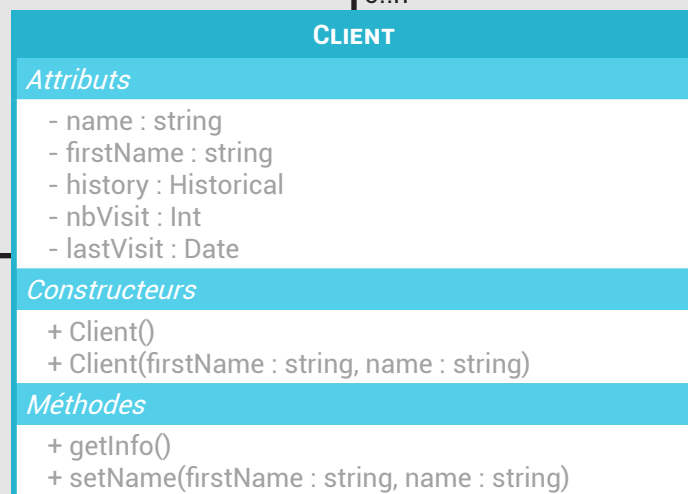 CLIENT
Attributs
- name : string
- firstName : string
- history : Historical
- nbVisit : Int
- lastVisit : Date
Constructeurs
+ Client()
+ Client(firstName : string, name : string)
Méthodes
+ getInfo()
+ setName(firstName : string, name : string)